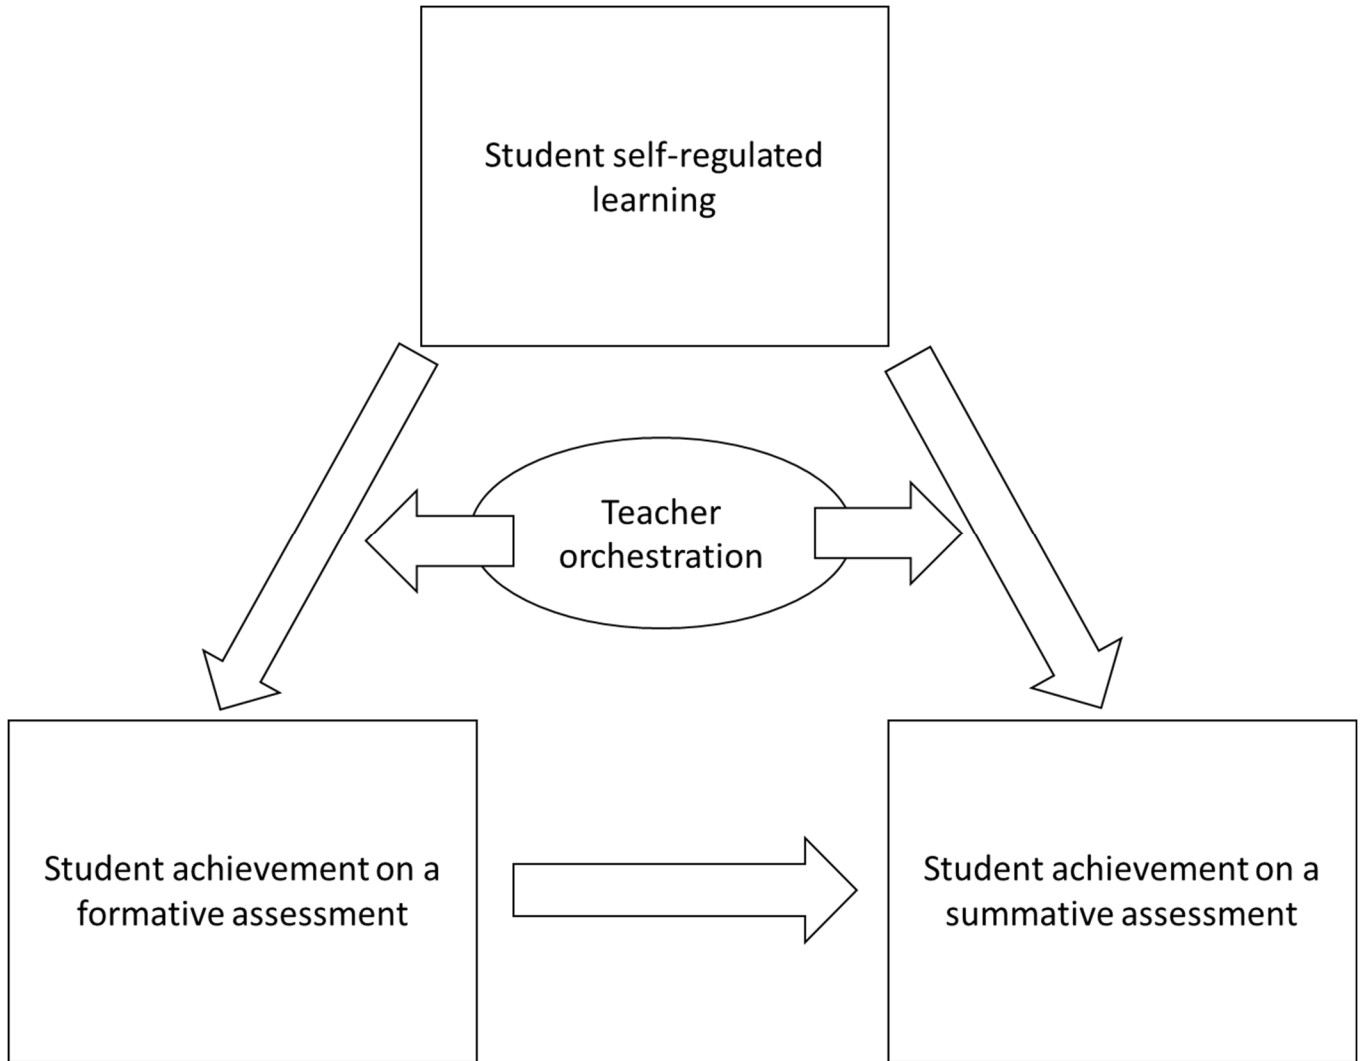 Student self-regulated
learning
Teacher
orchestration
Student achievement on a
formative assessment
Student achievement on a
summative assessment